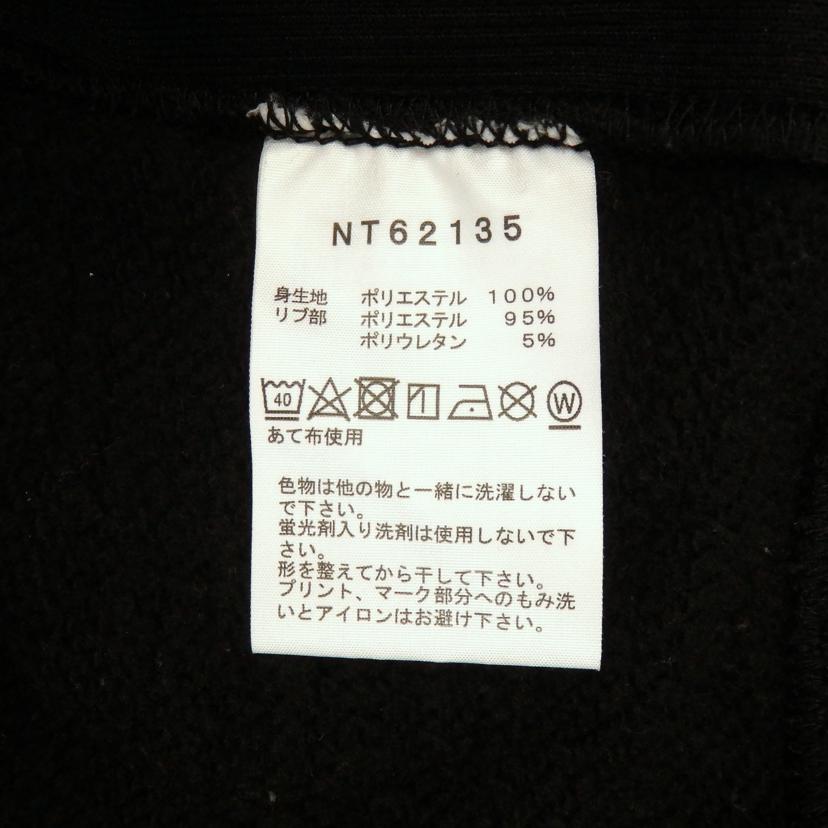 NT62135
身生地 ポリエステル 100%
リブ部 ポリエステル 95%
ポリウレタン 5%
40 W
あて布使用
色物は他の物と一緒に洗濯しない
で下さい。
蛍光剤入り洗剤は使用しないで下
さい。
形を整えてから干して下さい。
プリント、マーク部分へのもみ洗
いとアイロンはお避け下さい。